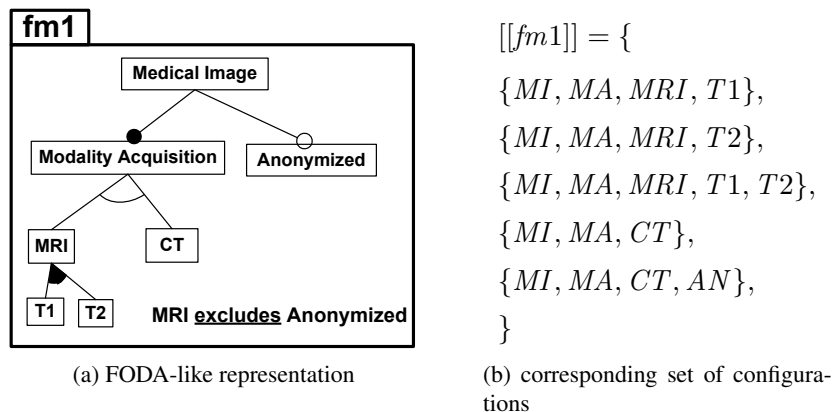 fm1
Medical Image
Modality Acquisition
Anonymized
MRI
CT
T1
T2
MRI excludes Anonymized
(a) FODA-like representation
[[fm1]] = {
{MI, MA, MRI, T1},
{MI, MA, MRI, T2},
{MI, MA, MRI, T1, T2},
{MI, MA, CT},
{MI, MA, CT, AN},
}
(b) corresponding set of configura-
tions